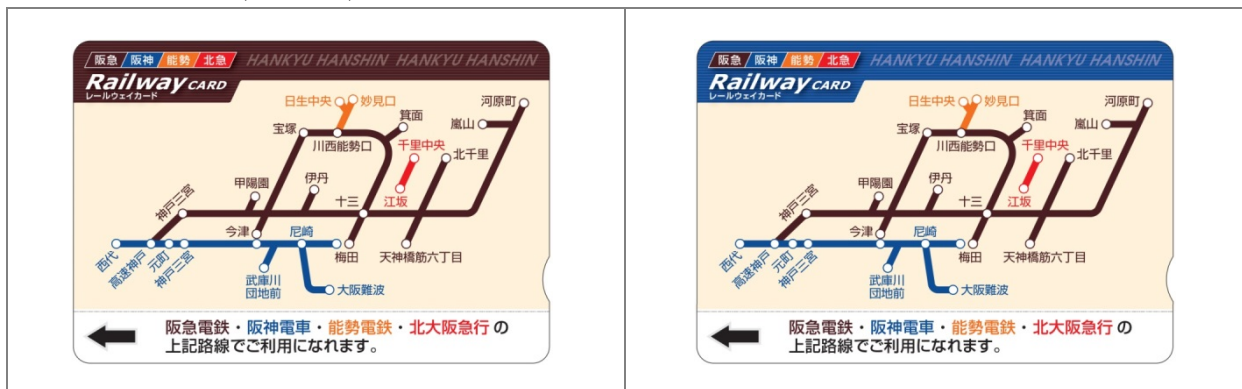 阪急 阪神 能勢 北急 HANKYU HANSHIN HANKYU HANSHIN
Railway CARD
レールウェイカード
日生中央 妙見口 河原町
箕面 嵐山
宝塚
川西能勢口 千里中央
北千里
甲陽園 伊丹
神戸三宮 十三 江坂
今津 尼崎
西代 高速神戸 元町 神戸三宮 梅田 天神橋筋六丁目
武庫川
団地前 大阪難波
阪急電鉄・阪神電車・能勢電鉄・北大阪急行 の
上記路線でご利用になれます。
阪急 阪神 能勢 北急 HANKYU HANSHIN HANKYU HANSHIN
Railway CARD
レールウェイカード
日生中央 妙見口 河原町
箕面 嵐山
宝塚
川西能勢口 千里中央
北千里
甲陽園 伊丹
神戸三宮 十三 江坂
今津 尼崎
西代 高速神戸 元町 神戸三宮 梅田 天神橋筋六丁目
武庫川
団地前 大阪難波
阪急電鉄・阪神電車・能勢電鉄・北大阪急行 の
上記路線でご利用になれます。